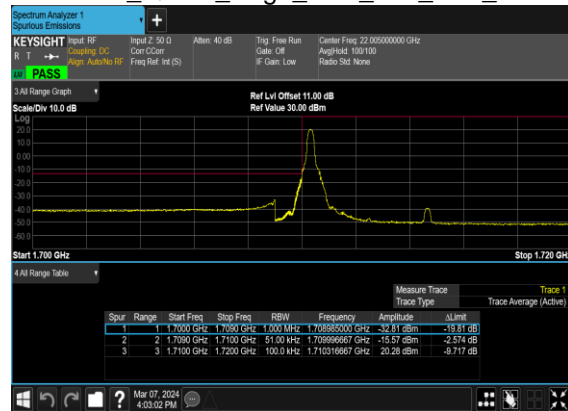 Spectrum Analyzer 1
Spurious Emissions
+
KEYSIGHT Input: RF Input Z: 50 Ω Atten: 40 dB Trig: Free Run Center Freq: 22.005000000 GHz
R T Coupling: DC Corr CCorr Gate: Off Avg|Hold: 100/100
Align: Auto/No RF Freq Ref: Int (S) IF Gain: Low Radio Std: None
LXI PASS
3 All Range Graph
Ref Lvl Offset 11.00 dB
Scale/Div 10.0 dB Ref Value 30.00 dBm
Log
20.0
10.0
0.00
-10.0
-20.0
-30.0
-40.0
-50.0
-60.0
Start 1.700 GHz Stop 1.720 GHz
4 All Range Table
Measure Trace Trace 1
Trace Type Trace Average (Active)
Spur Range Start Freq Stop Freq RBW Frequency Amplitude ΔLimit
1 1 1.7000 GHz 1.7090 GHz 1.000 MHz 1.708985000 GHz -32.81 dBm -19.81 dB
2 2 1.7090 GHz 1.7100 GHz 51.00 kHz 1.709996667 GHz -15.57 dBm -2.574 dB
3 3 1.7100 GHz 1.7200 GHz 100.0 kHz 1.710316667 GHz 20.28 dBm -9.717 dB
? Mar 07, 2024
4:03:02 PM